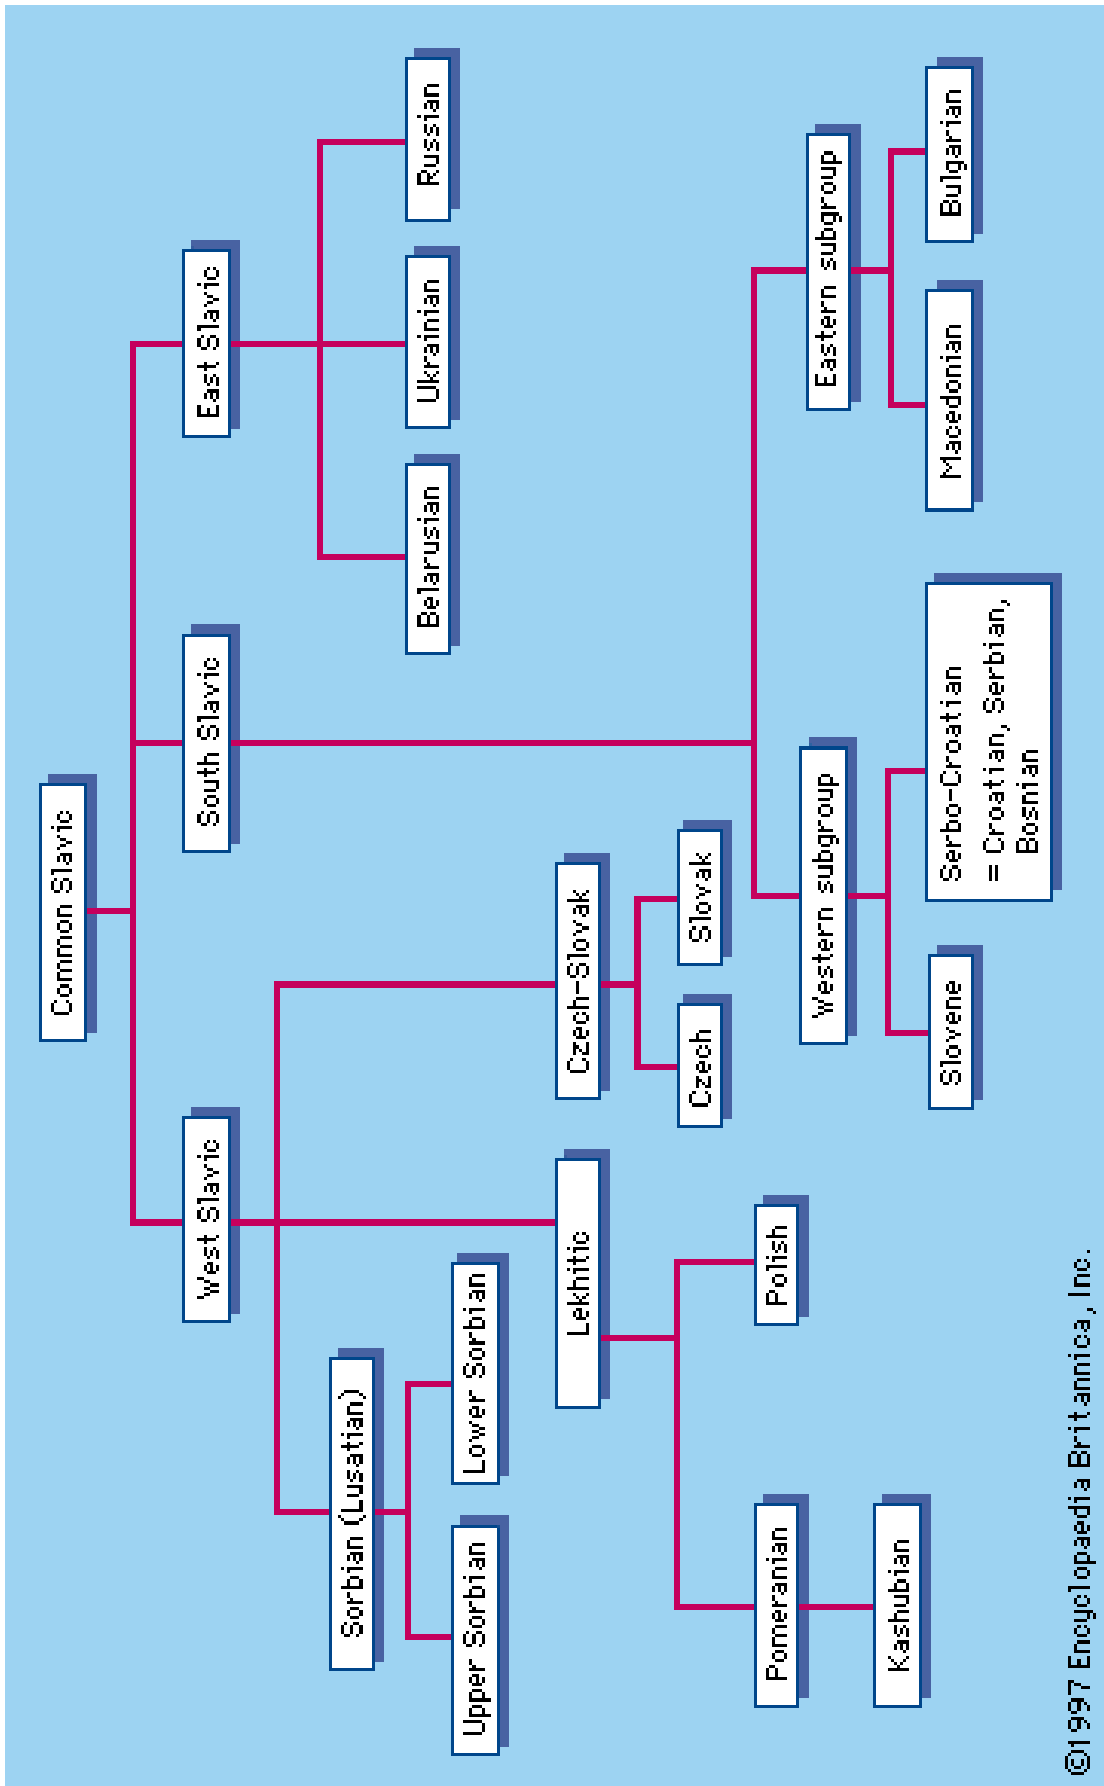 Common Slavic
West Slavic
South Slavic
East Slavic
Sorbian (Lusatian)
Upper Sorbian
Lower Sorbian
Belarusian
Ukrainian
Russian
Lekhitic
Czech-Slovak
Czech
Slovak
Pomeranian
Polish
Kashubian
Western subgroup
Eastern subgroup
Slovene
Serbo-Croatian
= Croatian, Serbian,
Bosnian
Macedonian
Bulgarian
©1997 Encyclopaedia Britannica, Inc.